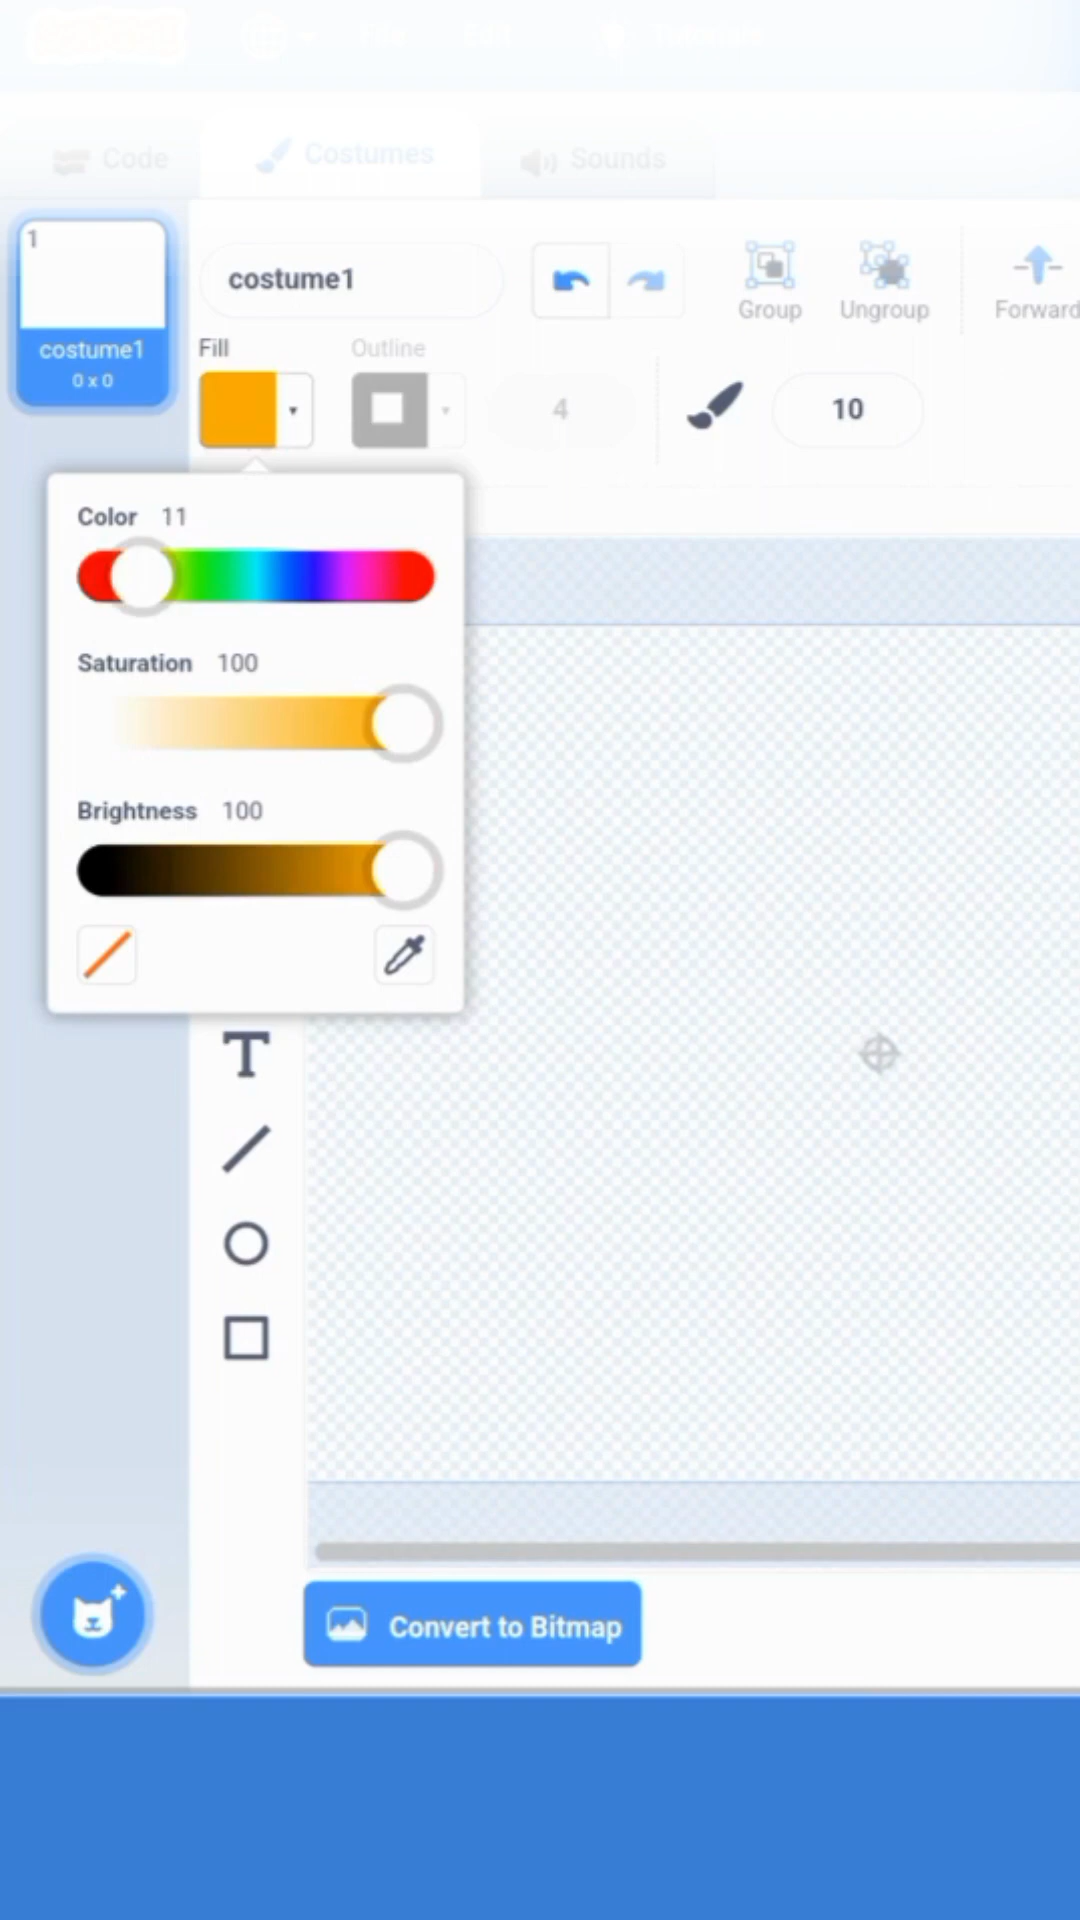 Code
Costumes
Sounds
1
costume1
0 x 0
costume1
Group
Ungroup
Forward
Fill
Outline
4
10
Color 11
Saturation 100
Brightness 100
T
Convert to Bitmap